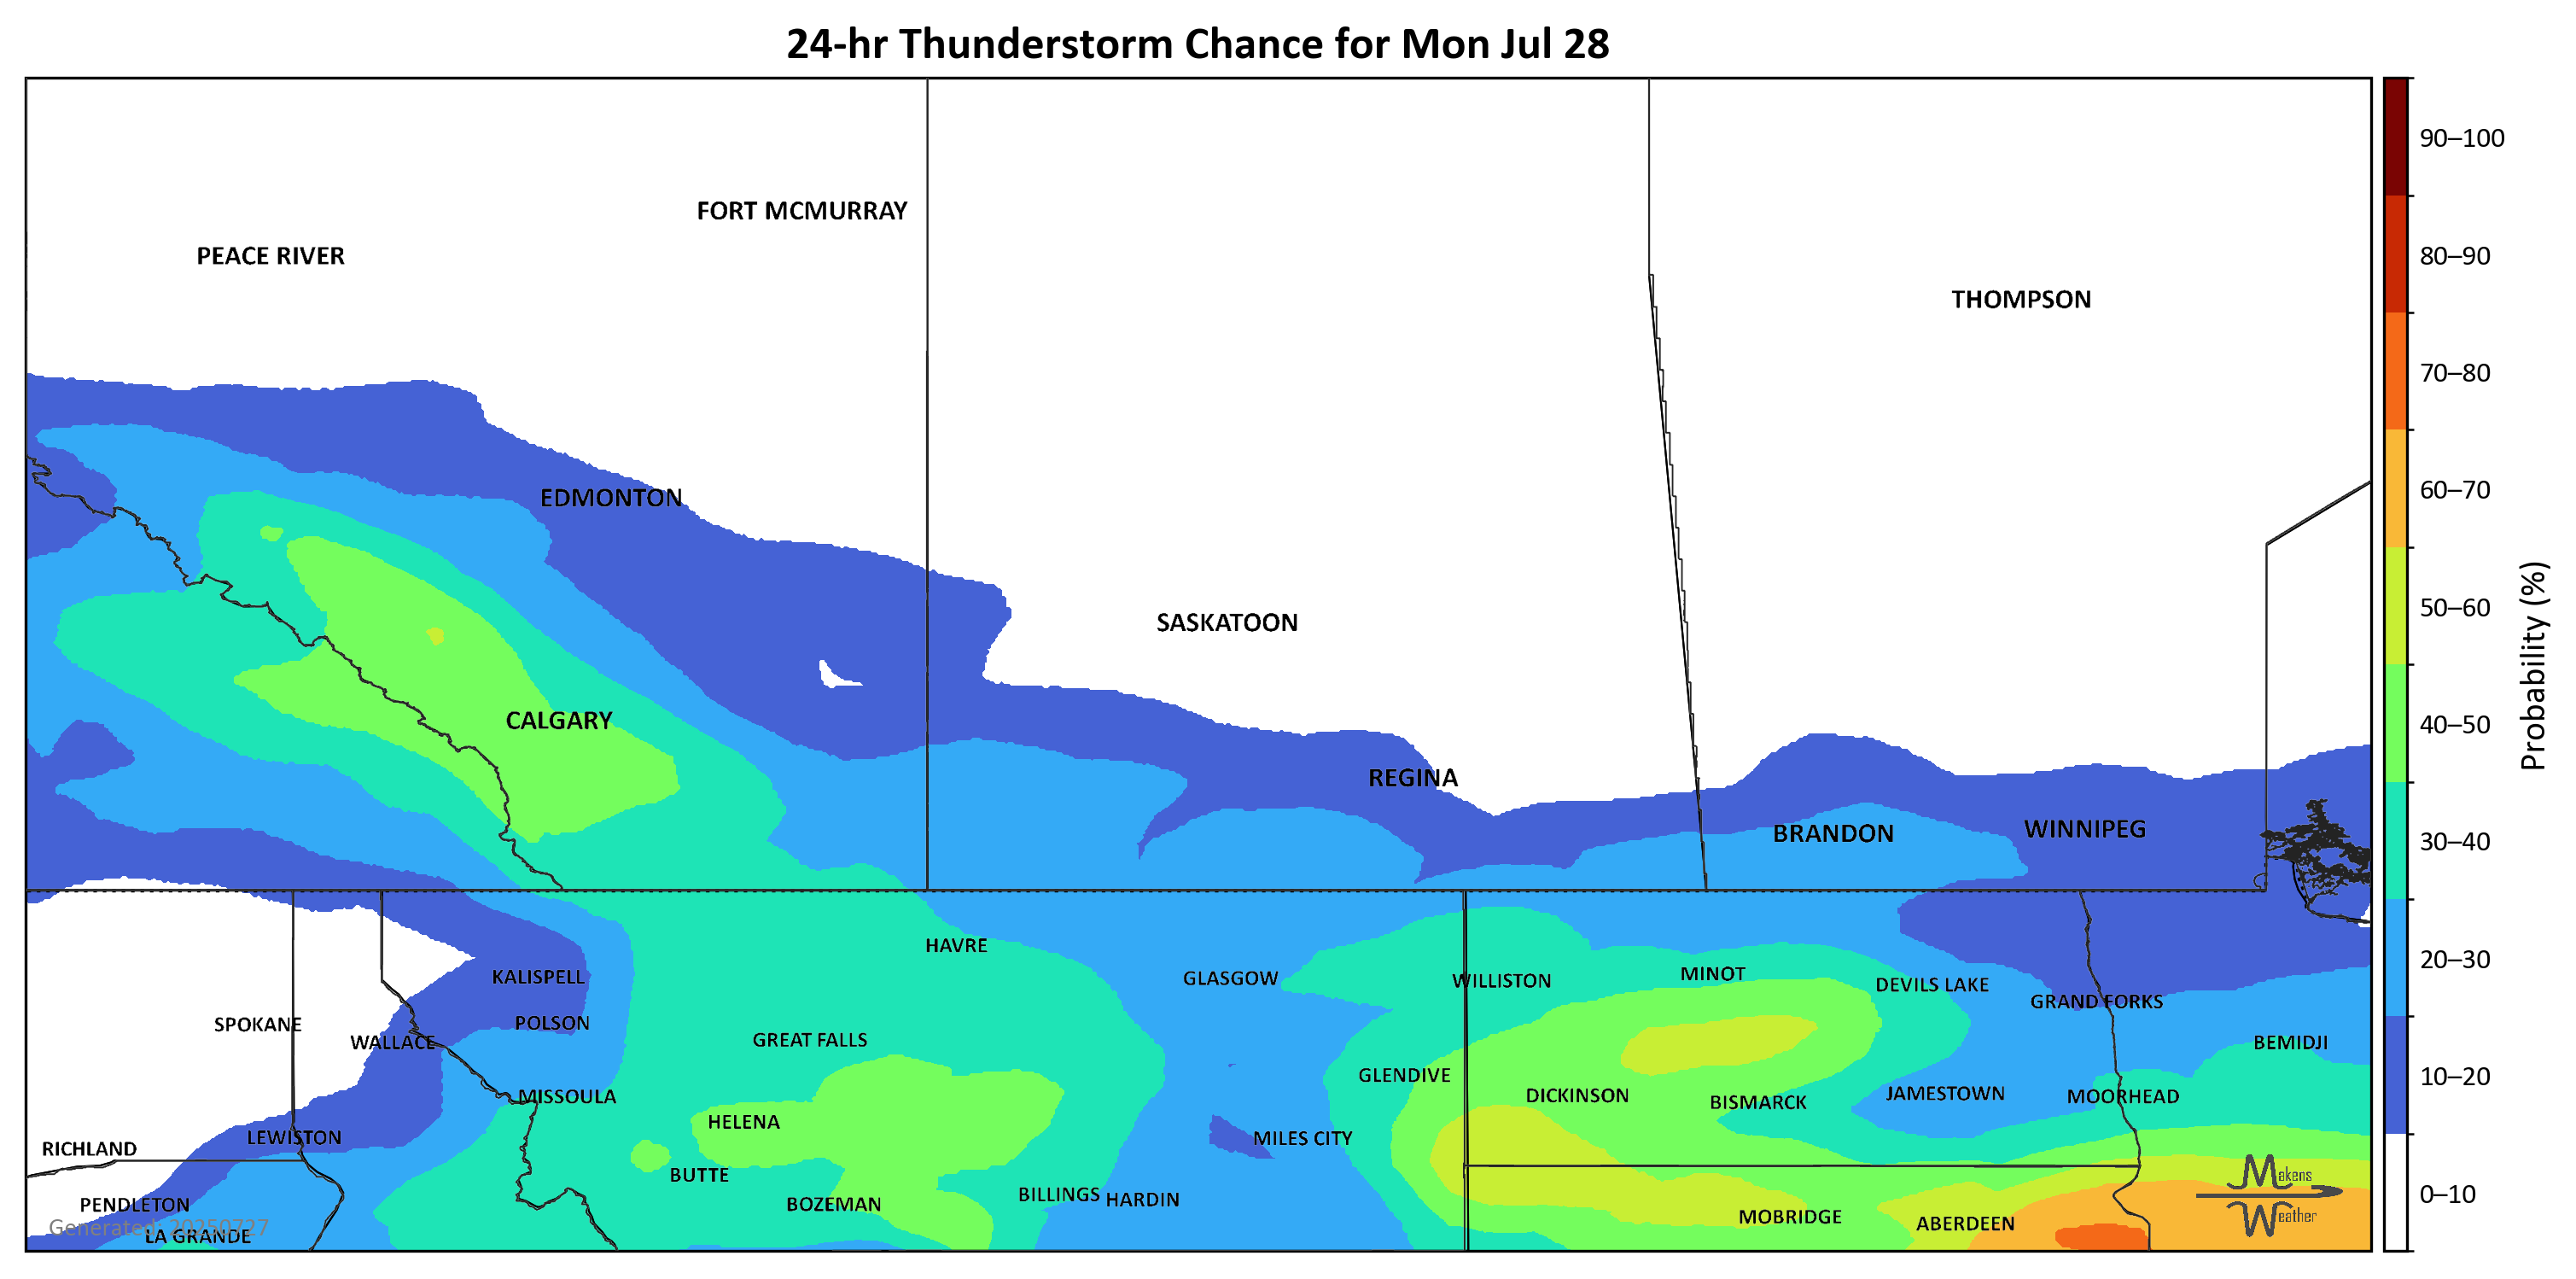 24-hr Thunderstorm Chance for Mon Jul 28
90–100
FORT MCMURRAY
PEACE RIVER
80–90
THOMPSON
70–80
EDMONTON
60–70
50–60
SASKATOON
Probability (%)
CALGARY
40–50
REGINA
BRANDON
WINNIPEG
30–40
HAVRE
20–30
KALISPELL
GLASGOW
WILLISTON
MINOT
DEVILS LAKE
GRAND FORKS
SPOKANE
POLSON
WALLACE
GREAT FALLS
BEMIDJI
GLENDIVE
10–20
MISSOULA
DICKINSON
BISMARCK
JAMESTOWN
MOORHEAD
HELENA
LEWISTON
MILES CITY
RICHLAND
BUTTE
Makens
Weather
0–10
PENDLETON
BOZEMAN
BILLINGS
HARDIN
MOBRIDGE
ABERDEEN
Generated: 20250727
LA GRANDE